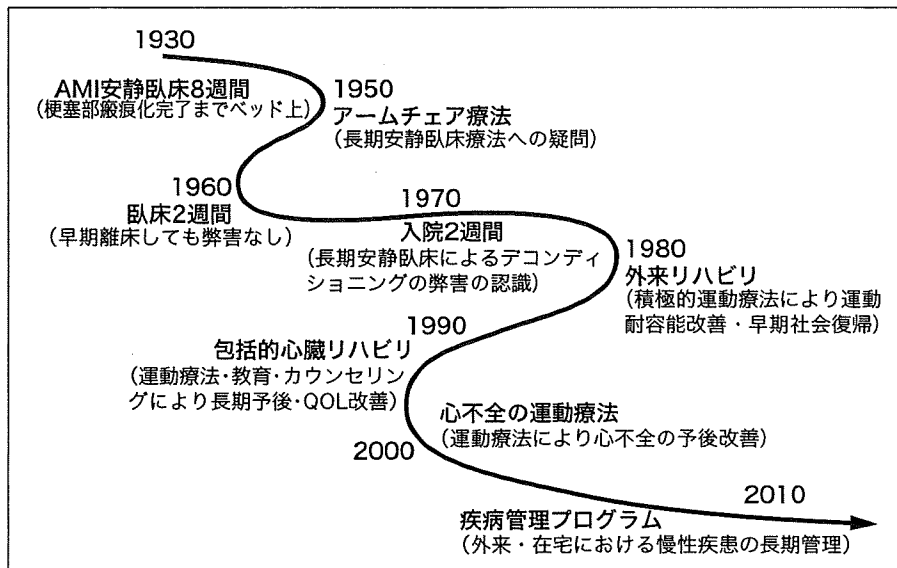 1930
AMI安静臥床8週間
(梗塞部瘢痕化完了までベッド上)
1950
アームチェア療法
(長期安静臥床療法への疑問)
1960
臥床2週間
(早期離床しても弊害なし)
1970
入院2週間
(長期安静臥床によるデコンディ
ショニングの弊害の認識)
1980
外来リハビリ
(積極的運動療法により運動
耐容能改善・早期社会復帰)
1990
包括的心臓リハビリ
(運動療法・教育・カウンセリン
グにより長期予後・QOL改善)
2000
心不全の運動療法
(運動療法により心不全の予後改善)
2010
疾病管理プログラム
(外来・在宅における慢性疾患の長期管理)